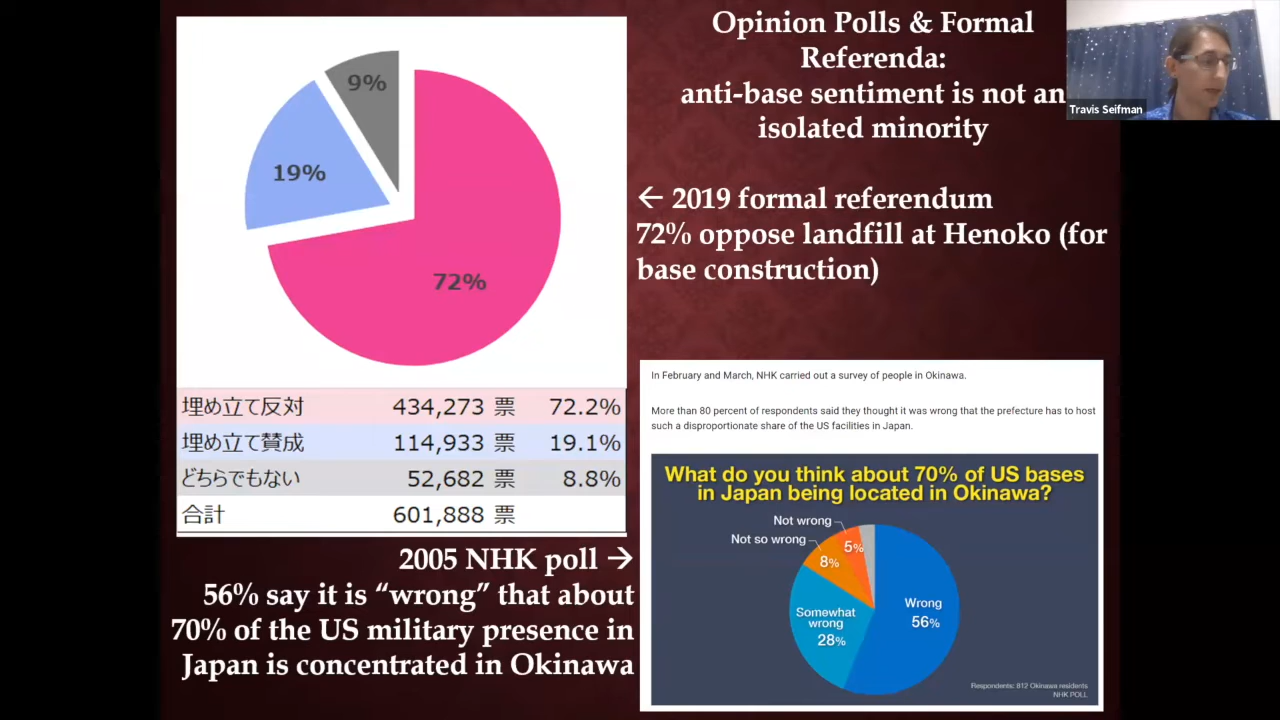 Opinion Polls & Formal
Referenda:
anti-base sentiment is not an
isolated minority
Travis Seifman
9%
19%
72%
← 2019 formal referendum
72% oppose landfill at Henoko (for
base construction)
埋め立て反対 434,273 票 72.2%
埋め立て賛成 114,933 票 19.1%
どちらでもない 52,682 票 8.8%
合計 601,888 票
2005 NHK poll →
56% say it is “wrong” that about
70% of the US military presence in
Japan is concentrated in Okinawa
In February and March, NHK carried out a survey of people in Okinawa.
More than 80 percent of respondents said they thought it was wrong that the prefecture has to host
such a disproportionate share of the US facilities in Japan.
What do you think about 70% of US bases
in Japan being located in Okinawa?
Not wrong
5%
Not so wrong
8%
Somewhat
wrong
28%
Wrong
56%
Respondents: 812 Okinawa residents
NHK POLL